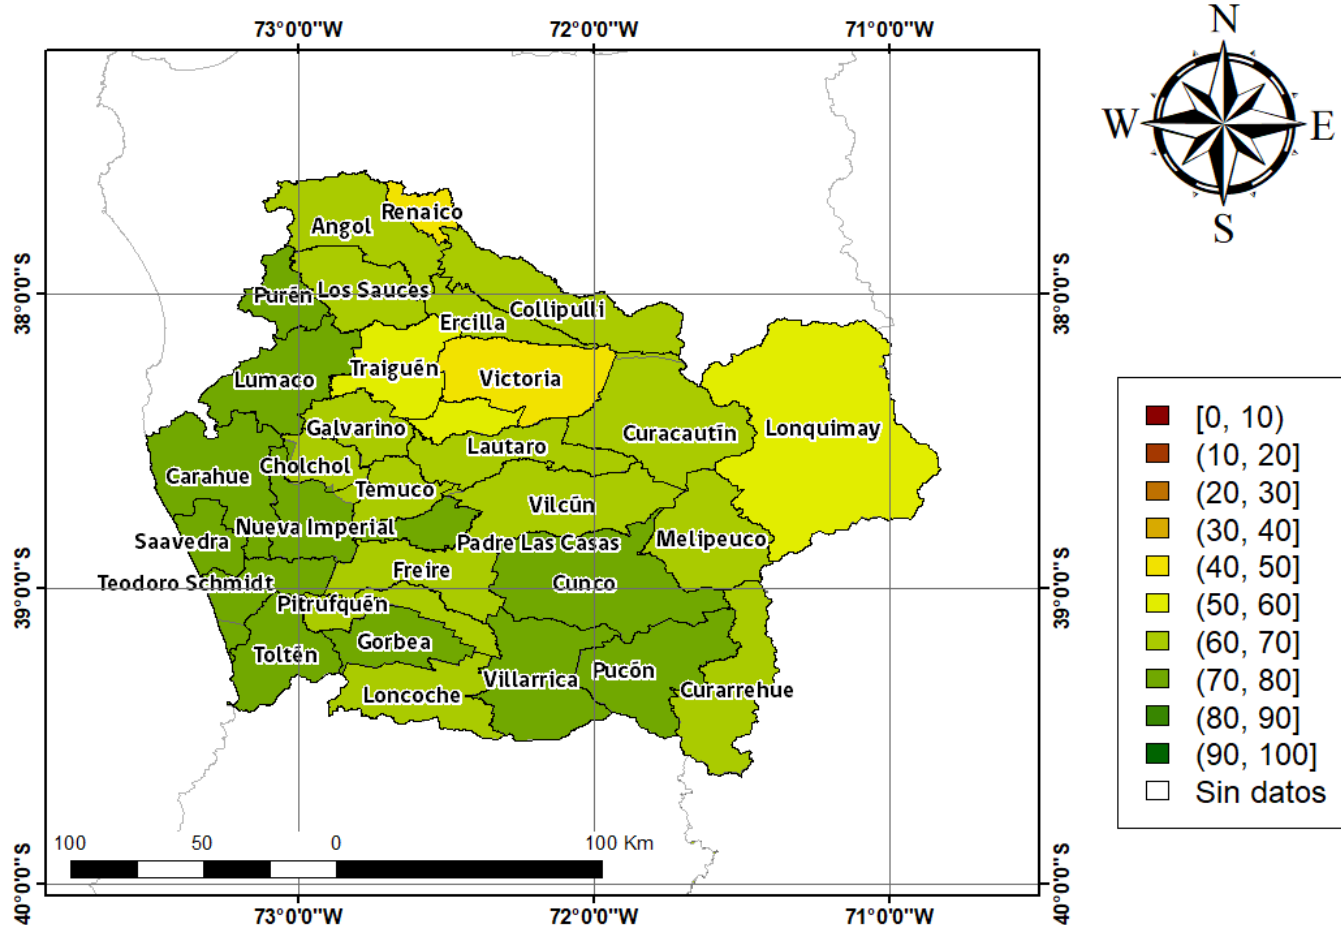 73°0'0"W
72°0'0"W
71°0'0"W
N
W
E
S
38°0'0"S
38°0'0"S
39°0'0"S
39°0'0"S
40°0'0"S
40°0'0"S
Renaico
Angol
Purén
Los Sauces
Collipulli
Ercilla
Traiguén
Victoria
Lumaco
Galvarino
Curacautín
Lonquimay
Lautaro
Cholchol
Carahue
Temuco
Vilcún
Nueva Imperial
Saavedra
Padre Las Casas
Melipeuco
Freire
Teodoro Schmidt
Cunco
Pitrufquén
Gorbea
Toltén
Pucón
Villarrica
Loncoche
Curarrehue
[0, 10)
(10, 20]
(20, 30]
(30, 40]
(40, 50]
(50, 60]
(60, 70]
(70, 80]
(80, 90]
(90, 100]
Sin datos
100 50 0 100 Km
73°0'0"W
72°0'0"W
71°0'0"W